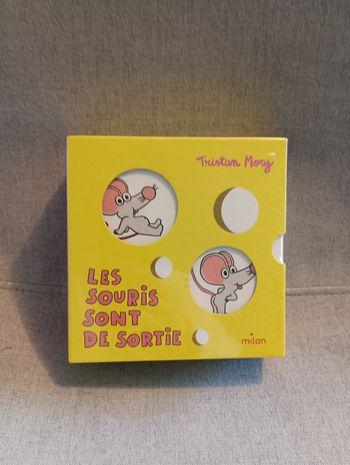 Tristan Mory
LES
SOURIS
SONT
DE SORTIE
milan